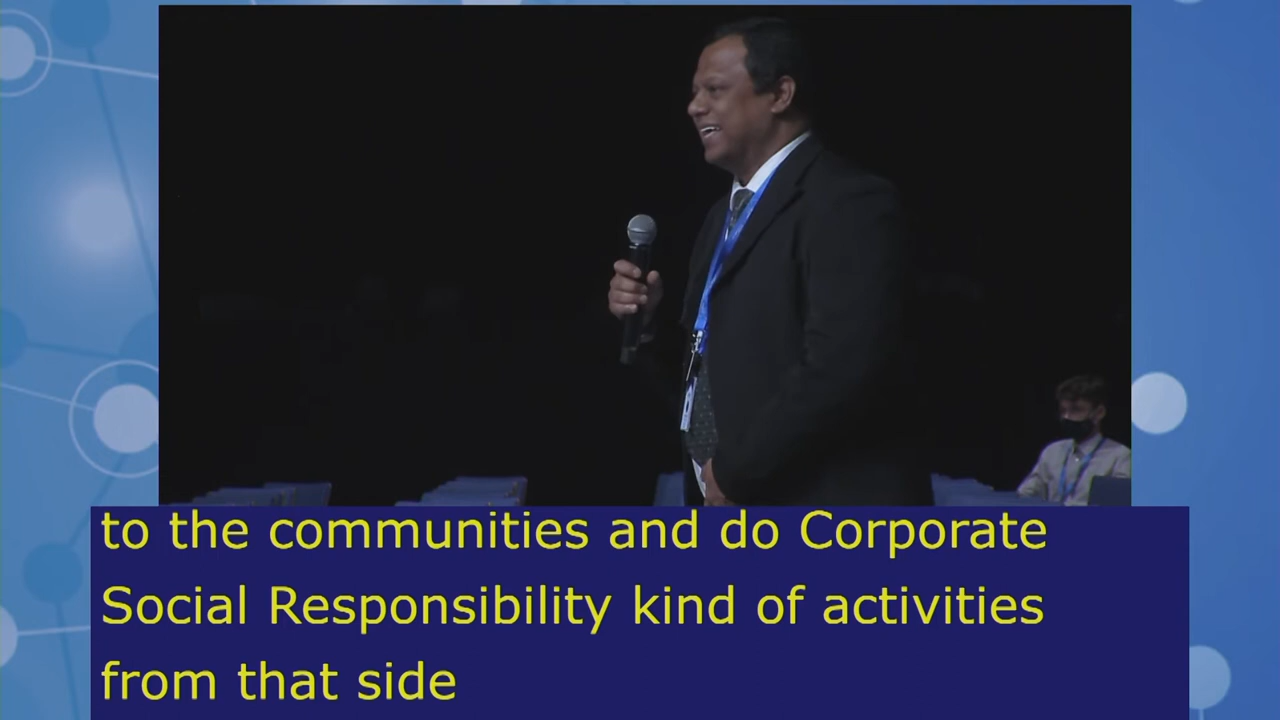 to the communities and do Corporate
Social Responsibility kind of activities
from that side